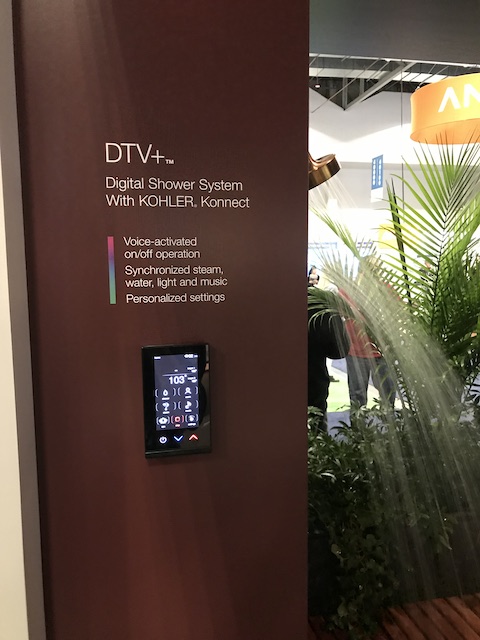 DTV+™
Digital Shower System
With KOHLER® Konnect
Voice-activated
on/off operation
Synchronized steam,
water, light and music
Personalized settings
103°
AN